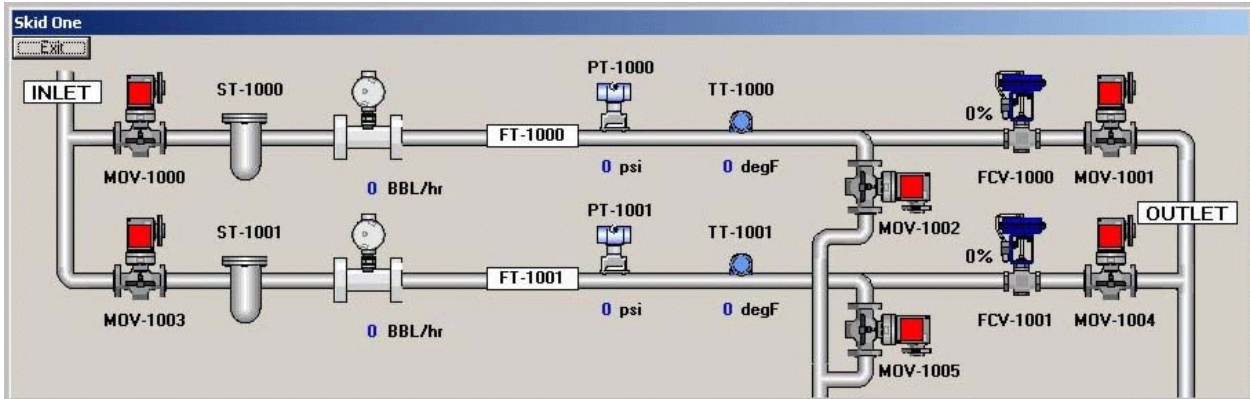 Skid One
Exit
INLET
ST-1000
PT-1000
TT-1000
0%
FT-1000
MOV-1000
0 BBL/hr
0 psi
0 degF
FCV-1000
MOV-1001
MOV-1002
OUTLET
ST-1001
PT-1001
TT-1001
0%
FT-1001
MOV-1003
0 BBL/hr
0 psi
0 degF
FCV-1001
MOV-1004
MOV-1005